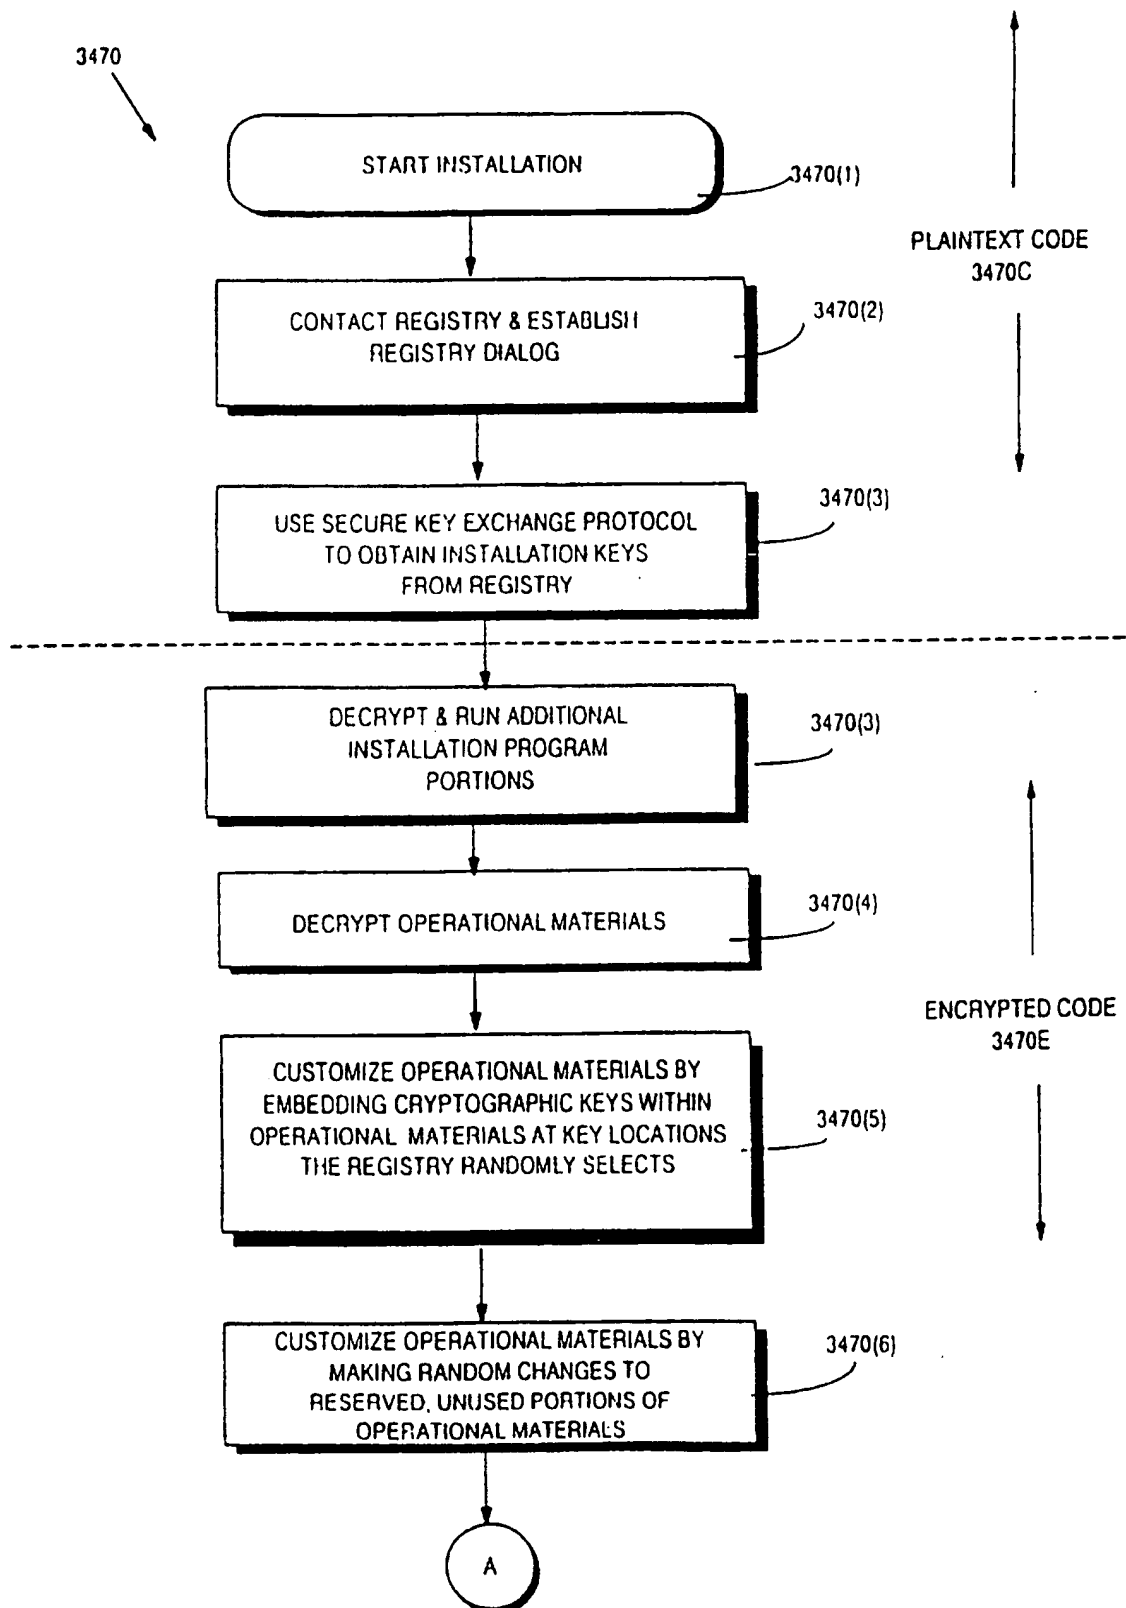 3470
START INSTALLATION
3470(1)
PLAINTEXT CODE
3470C
CONTACT REGISTRY & ESTABLISH
REGISTRY DIALOG
3470(2)
USE SECURE KEY EXCHANGE PROTOCOL
TO OBTAIN INSTALLATION KEYS
FROM REGISTRY
3470(3)
DECRYPT & RUN ADDITIONAL
INSTALLATION PROGRAM
PORTIONS
3470(3)
DECRYPT OPERATIONAL MATERIALS
3470(4)
ENCRYPTED CODE
3470E
CUSTOMIZE OPERATIONAL MATERIALS BY
EMBEDDING CRYPTOGRAPHIC KEYS WITHIN
OPERATIONAL MATERIALS AT KEY LOCATIONS
THE REGISTRY RANDOMLY SELECTS
3470(5)
CUSTOMIZE OPERATIONAL MATERIALS BY
MAKING RANDOM CHANGES TO
RESERVED, UNUSED PORTIONS OF
OPERATIONAL MATERIALS
3470(6)
A